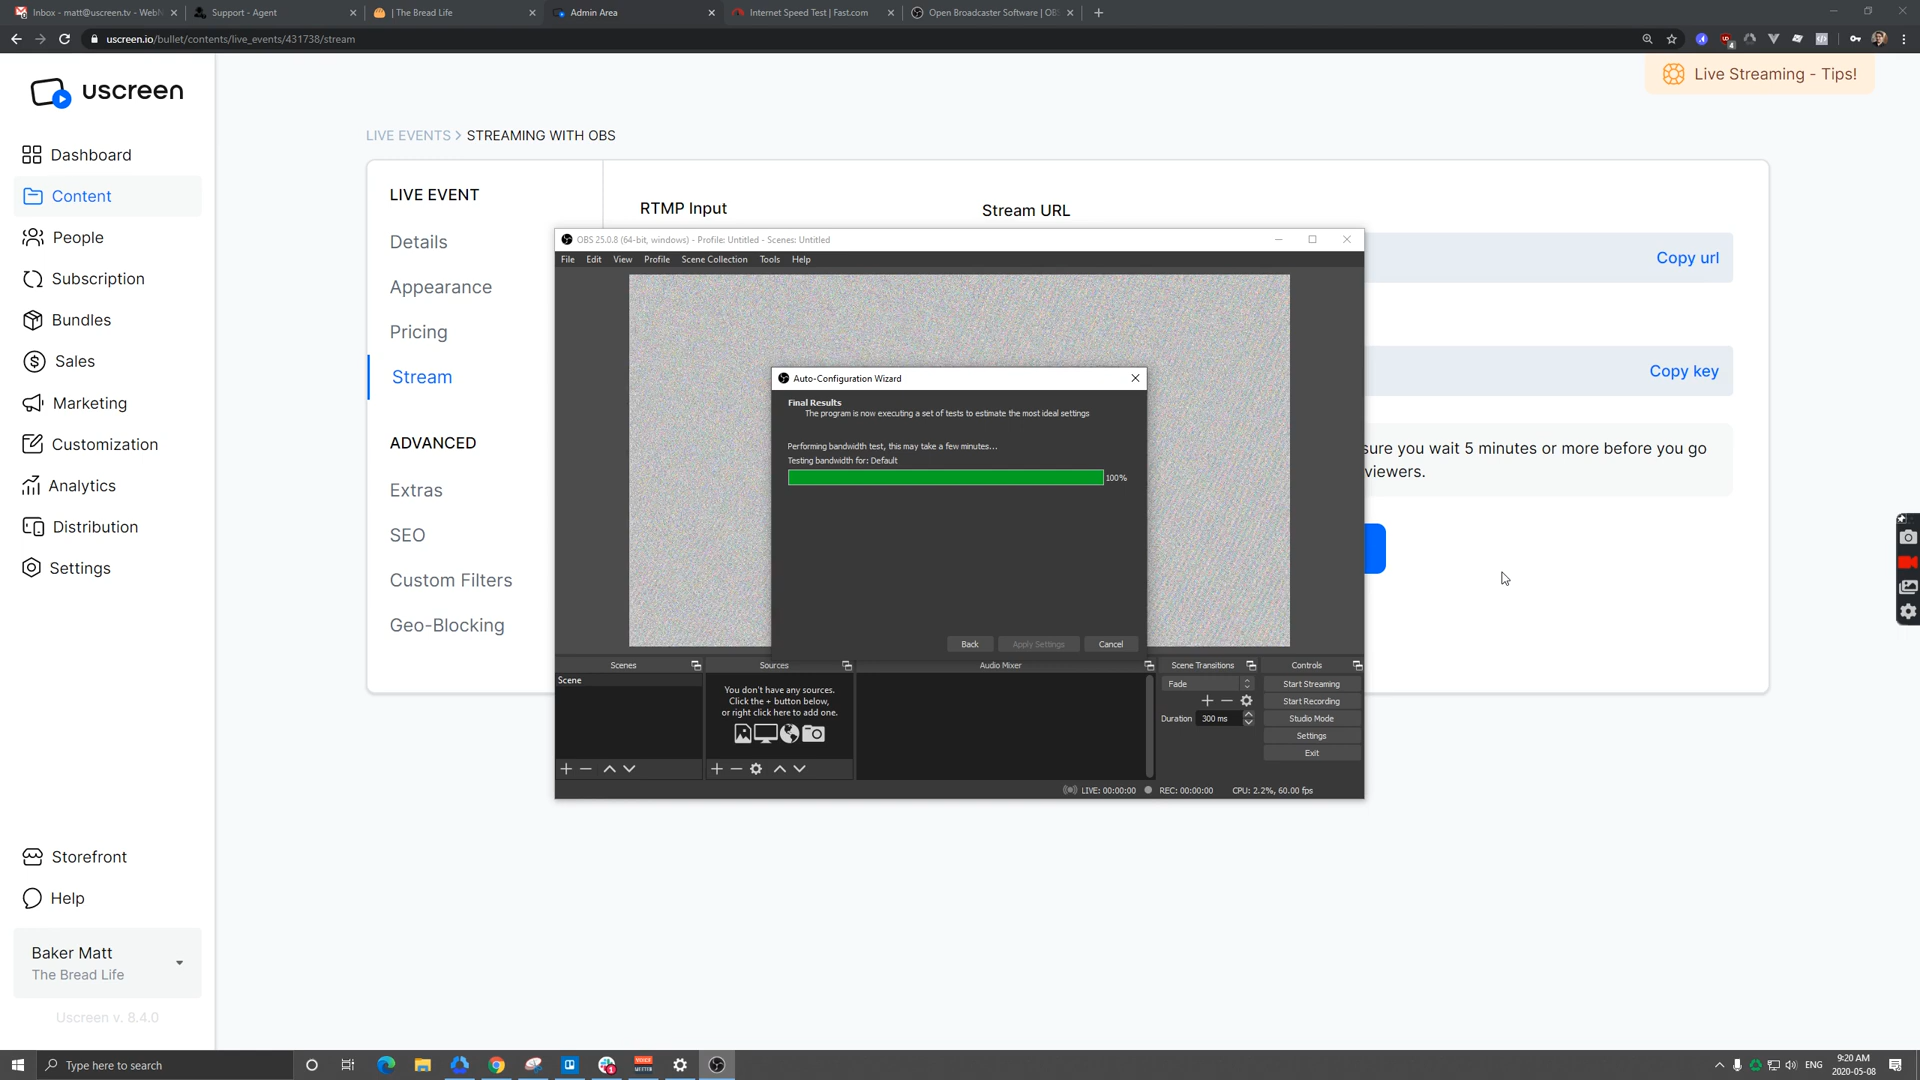 Inbox - matt@uscreen.tv - Web
Support - Agent
| The Bread Life
Admin Area
Internet Speed Test | Fast.com
Open Broadcaster Software | OB
uscreen.io/bullet/contents/live_events/431738/stream
uscreen
Live Streaming - Tips!
LIVE EVENTS > STREAMING WITH OBS
Dashboard
Content
People
Subscription
Bundles
Sales
Marketing
Customization
Analytics
Distribution
Settings
Storefront
Help
Baker Matt
The Bread Life
Uscreen v. 8.4.0
LIVE EVENT
Details
Appearance
Pricing
Stream
ADVANCED
Extras
SEO
Custom Filters
Geo-Blocking
RTMP Input
Stream URL
Copy url
Copy key
sure you wait 5 minutes or more before you go
viewers.
OBS 25.0.8 (64-bit, windows) - Profile: Untitled - Scenes: Untitled
File Edit View Profile Scene Collection Tools Help
Auto-Configuration Wizard
Final Results
The program is now executing a set of tests to estimate the most ideal settings
Performing bandwidth test, this may take a few minutes...
Testing bandwidth for: Default
100%
Back Apply Settings Cancel
Scenes
Sources
Audio Mixer
Scene Transitions
Controls
Scene
You don't have any sources.
Click the + button below,
or right click here to add one.
Fade
Duration 300 ms
Start Streaming
Start Recording
Studio Mode
Settings
Exit
LIVE: 00:00:00
REC: 00:00:00
CPU: 2.2%, 60.00 fps
Type here to search
ENG
9:20 AM
2020-05-08